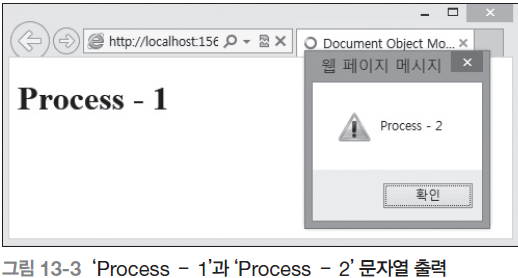 http://localhost:156
Document Object Mo...
웹 페이지 메시지
Process - 1
Process - 2
확인
그림 13-3 ‘Process - 1’과 ‘Process - 2’ 문자열 출력